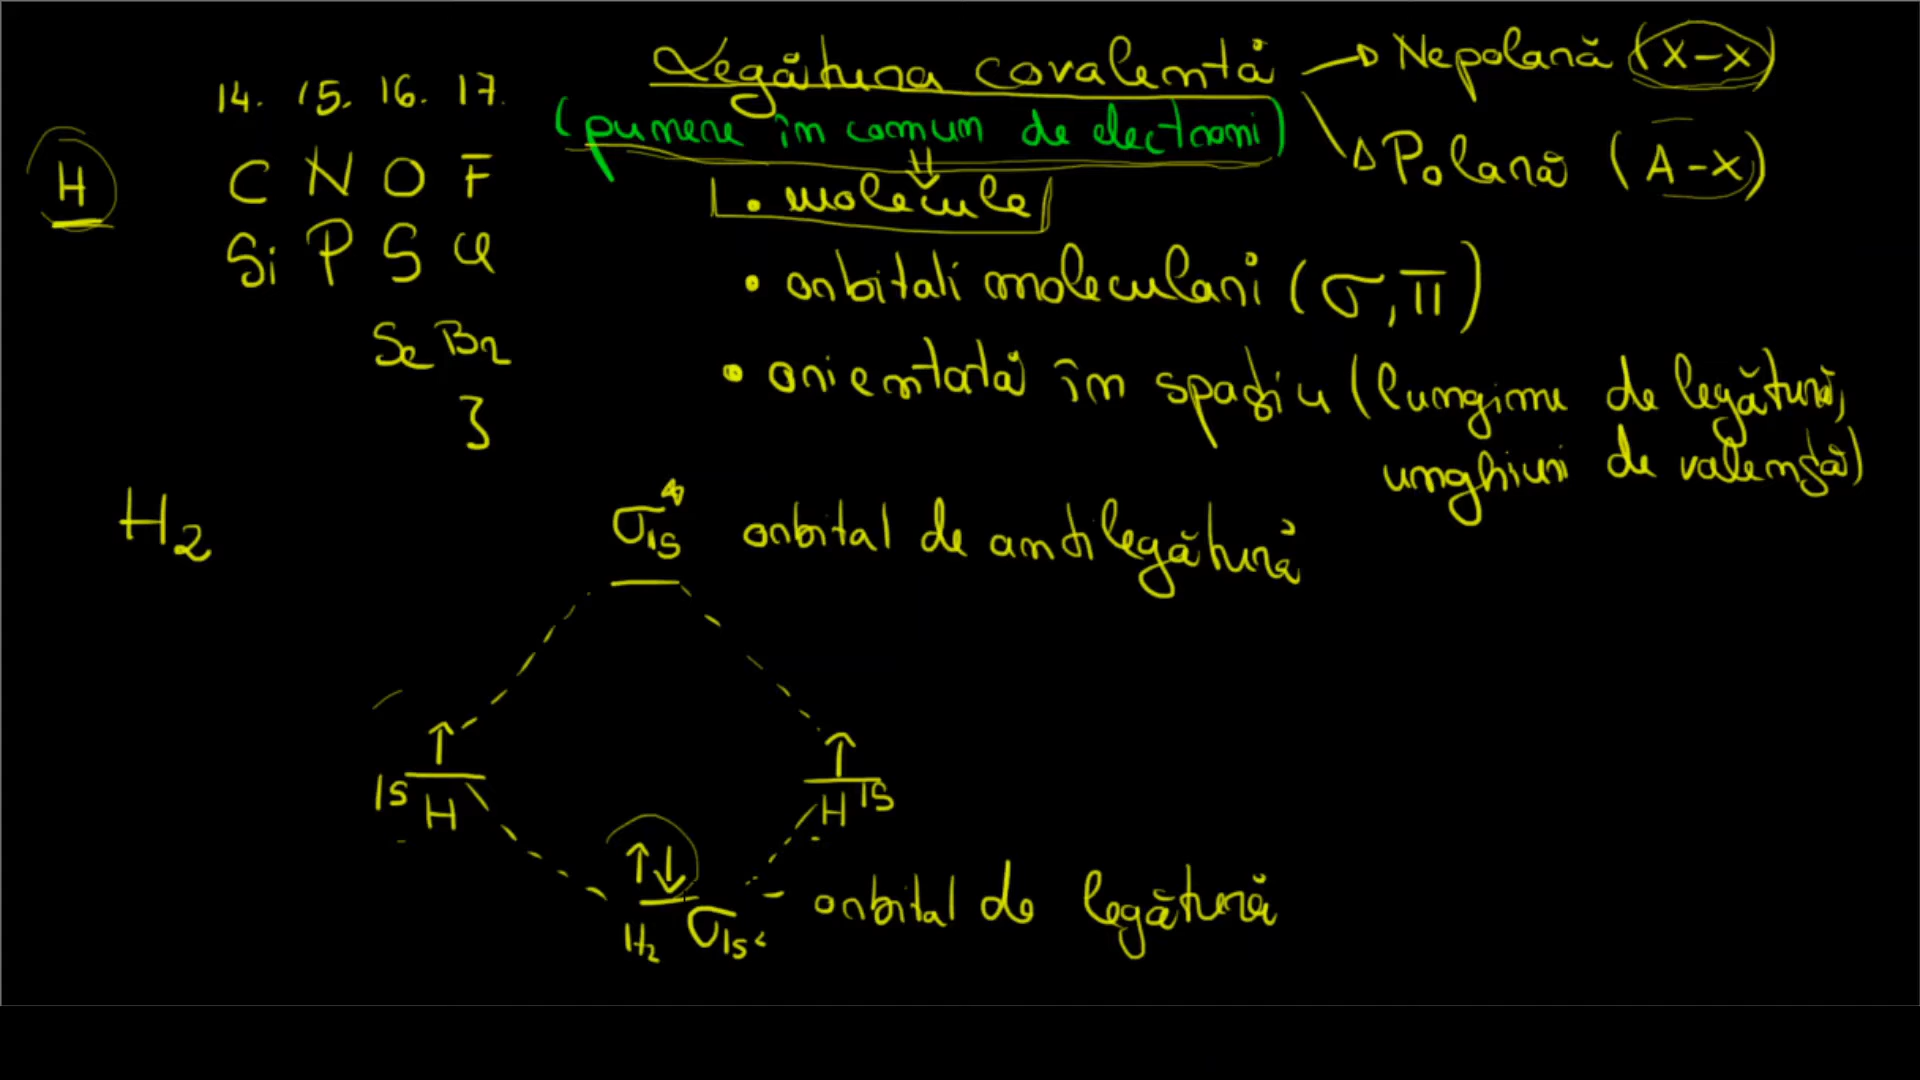 14. 15. 16. 17.
H
C N O F
Si P S Cl
Se Br
I
Legătura covalentă
(punere în comun de electroni)
• molecule
Nepolară (X-X)
Polară (A-X)
• orbitali moleculari (σ, π)
• orientată în spațiu (lungime de legătură,
unghiuri de valență)
H₂
σ*1s orbital de antilegătură
1s H
H 1s
H₂ σ1s - orbital de legătură